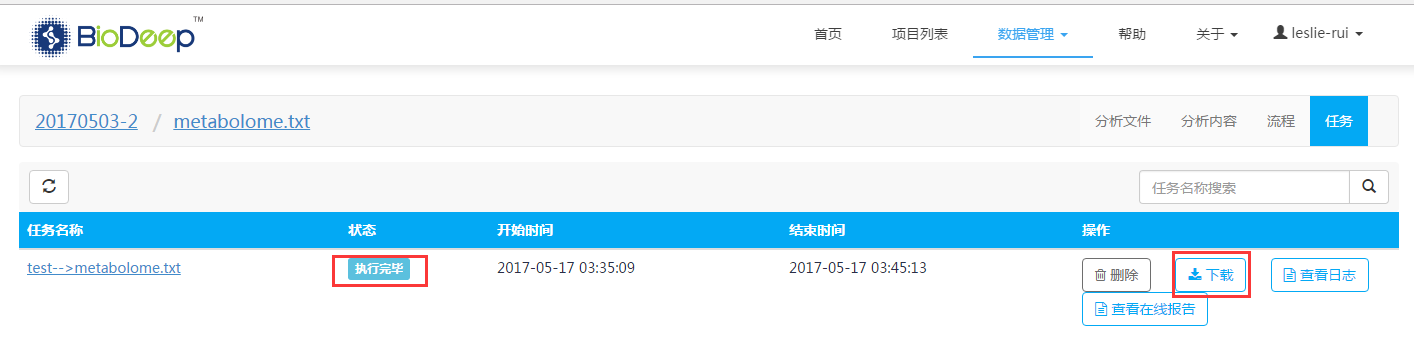 BioDeep™ 首页 项目列表 数据管理 帮助 关于 leslie-rui
20170503-2 / metabolome.txt 分析文件 分析内容 流程 任务
任务名称搜索
任务名称 状态 开始时间 结束时间 操作
test-->metabolome.txt 执行完毕 2017-05-17 03:35:09 2017-05-17 03:45:13 删除 下载 查看日志
查看在线报告